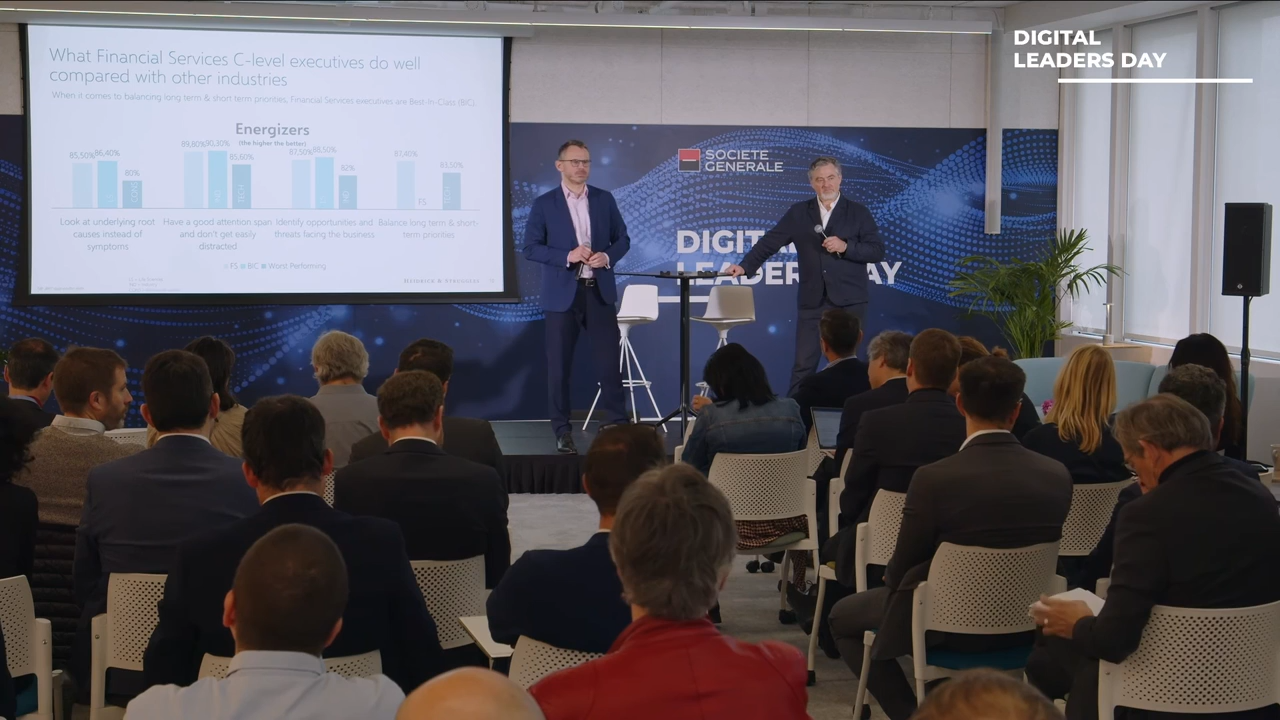 DIGITAL
LEADERS DAY
What Financial Services C-level executives do well
compared with other industries
When it comes to balancing long term & short term priorities, Financial Services executives are Best-In-Class (BIC)
Energizers
(the higher the better)
85,50% 86,40% 80%
89,80% 90,30% 85,60%
87,50% 88,50% 82%
87,40% FS 83,50%
Look at underlying root
causes instead of
symptoms
Have a good attention span
and don't get easily
distracted
Identify opportunities and
threats facing the business
Balance long term & short-
term priorities
FS BIC Worst Performing
HEIDRICK & STRUGGLES
SOCIETE
GENERALE
DIGITAL
LEADERS DAY